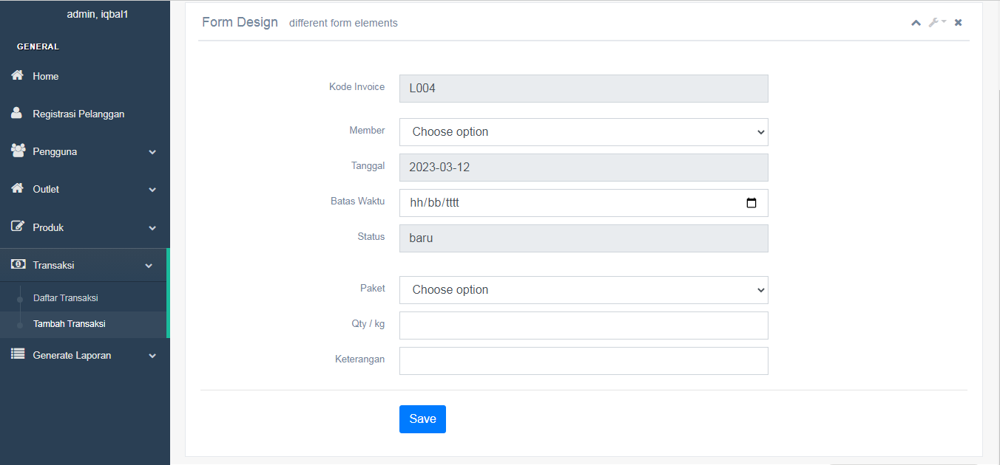 admin, iqbal1
GENERAL
Home
Registrasi Pelanggan
Pengguna
Outlet
Produk
Transaksi
Daftar Transaksi
Tambah Transaksi
Generate Laporan
Form Design different form elements
Kode Invoice L004
Member Choose option
Tanggal 2023-03-12
Batas Waktu hh/bb/tttt
Status baru
Paket Choose option
Qty / kg
Keterangan
Save